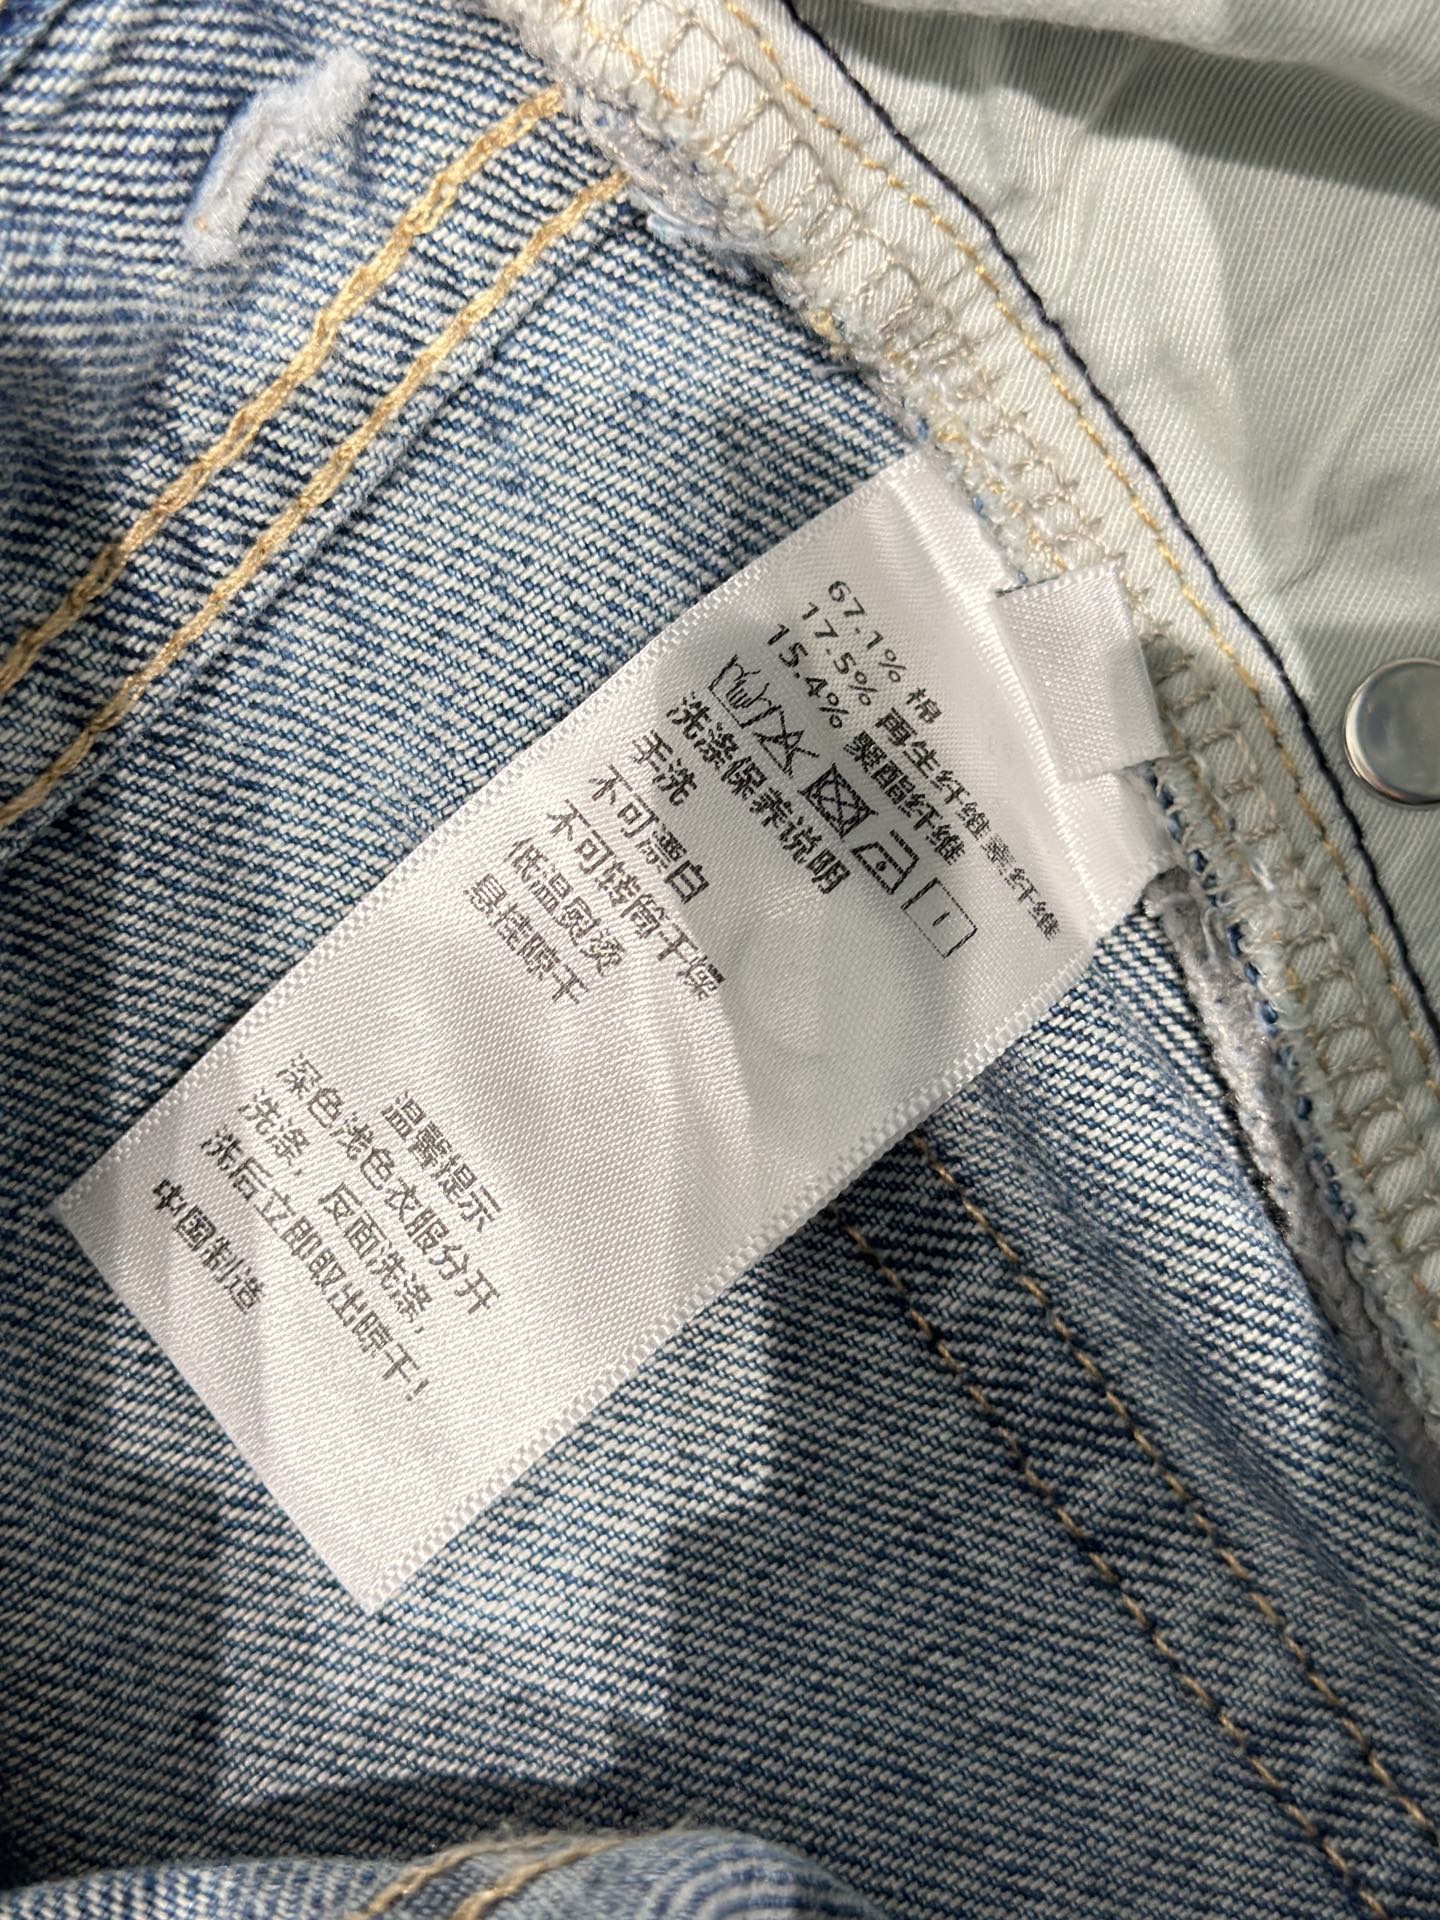 67.1% 棉
17.5% 再生纤维素纤维
15.4% 聚酯纤维
洗涤保养说明
手洗
不可漂白
不可转筒干燥
低温熨烫
悬挂晾干
温馨提示
深色浅色衣服分开
洗涤，反面洗涤，
洗后立即取出晾干！
中国制造